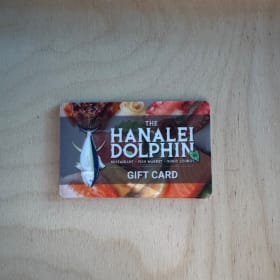 THE
HANALEI
DOLPHIN
RESTAURANT • FISH MARKET • SUSHI LOUNGE
GIFT CARD